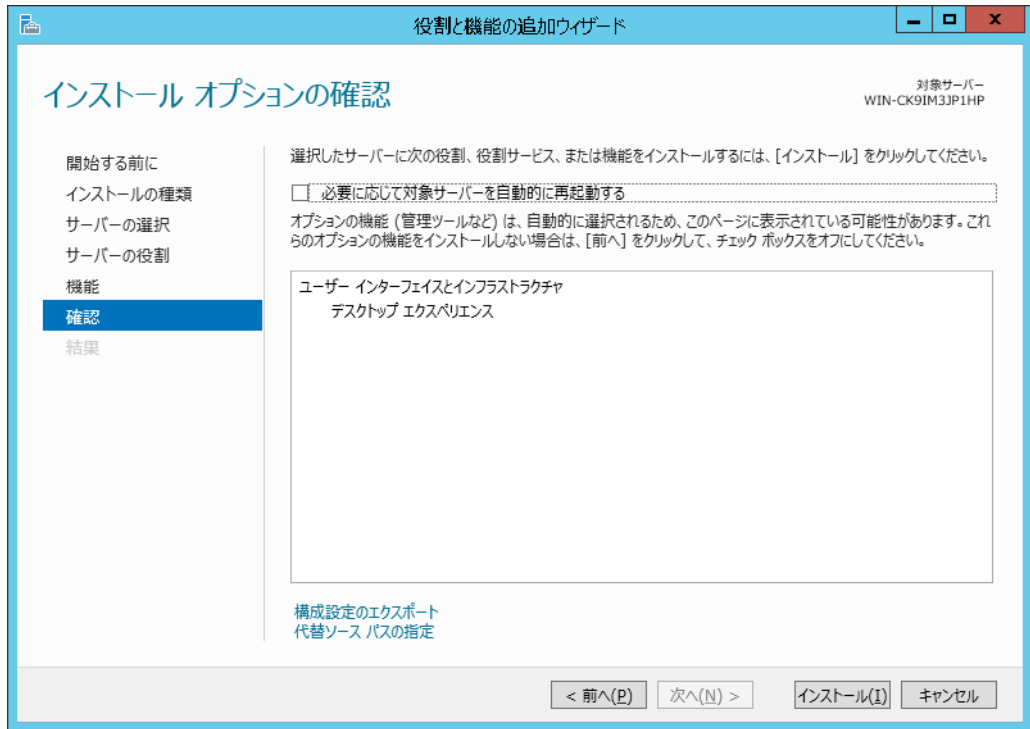 役割と機能の追加ウィザード
インストール オプションの確認
対象サーバー
WIN-CK9IM3JP1HP
開始する前に
インストールの種類
サーバーの選択
サーバーの役割
機能
確認
結果
選択したサーバーに次の役割、役割サービス、または機能をインストールするには、[インストール] をクリックしてください。
必要に応じて対象サーバーを自動的に再起動する
オプションの機能 (管理ツールなど) は、自動的に選択されるため、このページに表示されている可能性があります。これ
らのオプションの機能をインストールしない場合は、[前へ] をクリックして、チェック ボックスをオフにしてください。
ユーザー インターフェイスとインフラストラクチャ
デスクトップ エクスペリエンス
構成設定のエクスポート
代替ソース パスの指定
< 前へ(P)
次へ(N) >
インストール(I)
キャンセル